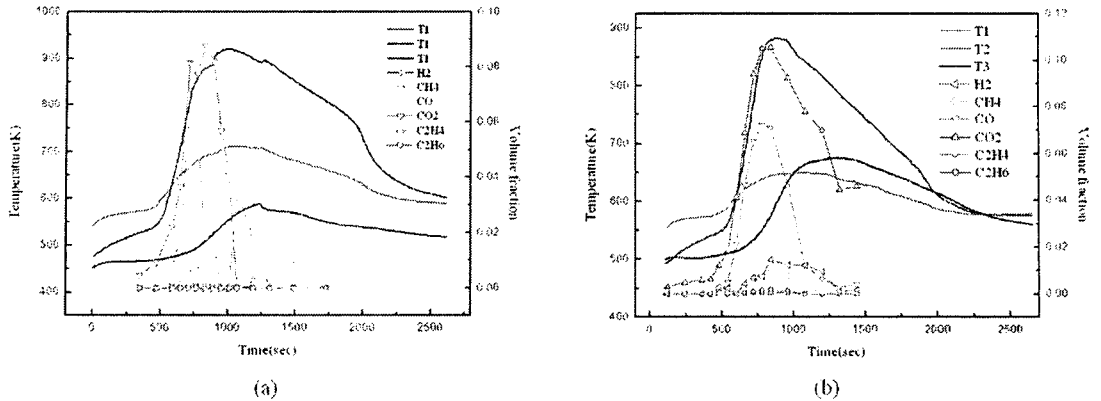 1000
900
800
700
600
500
400
Temperature(K)
0
500
1000
1500
2000
2500
Time(sec)
0.10
0.08
0.06
0.04
0.02
0.00
Volume fraction
T1
T1
T1
H2
CH4
CO
CO2
C2H4
C2H6
(a)
Temperature(K)
400
0
500
1000
1500
2000
2500
Time(sec)
0.12
0.10
0.08
0.06
0.04
0.02
0.00
Volume fraction
T1
T2
T3
H2
CH4
CO
CO2
C2H4
C2H6
(b)